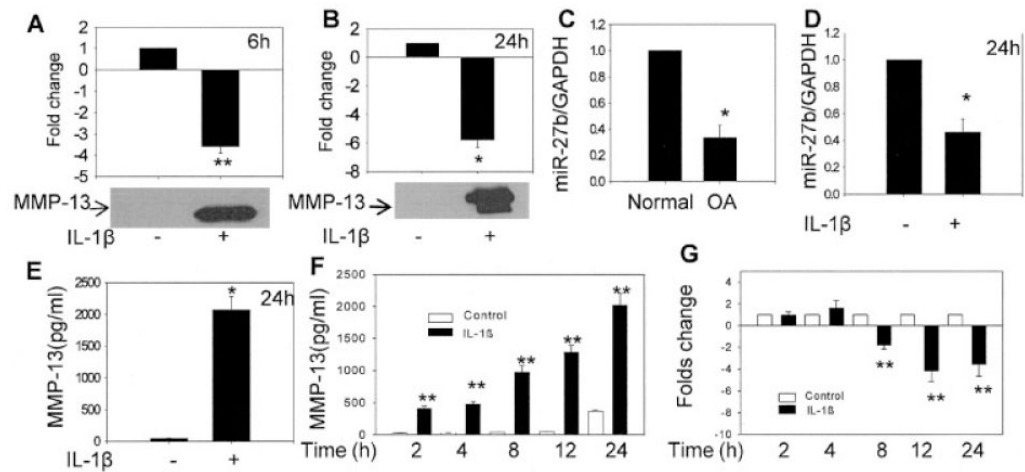 A
6h
Fold change
2
1
0
-1
-2
-3
-4
-5
**
MMP-13
IL-1β - +
B
24h
Fold change
2
0
-2
-4
-6
-8
*
MMP-13
IL-1β - +
C
miR-27b/GAPDH
1.2
1.0
0.8
0.6
0.4
0.2
0.0
*
Normal OA
D
24h
miR-27b/GAPDH
1.2
1.0
0.8
0.6
0.4
0.2
0.0
*
IL-1β - +
E
24h
MMP-13(pg/ml)
2500
2000
1500
1000
500
0
*
IL-1β - +
F
MMP-13(pg/ml)
2500
2000
1500
1000
500
0
Control
IL-1ß
** ** ** ** **
Time (h) 2 4 8 12 24
G
Folds change
4
2
0
-2
-4
-6
-8
-10
** ** **
Control
IL-1ß
Time (h) 2 4 8 12 24